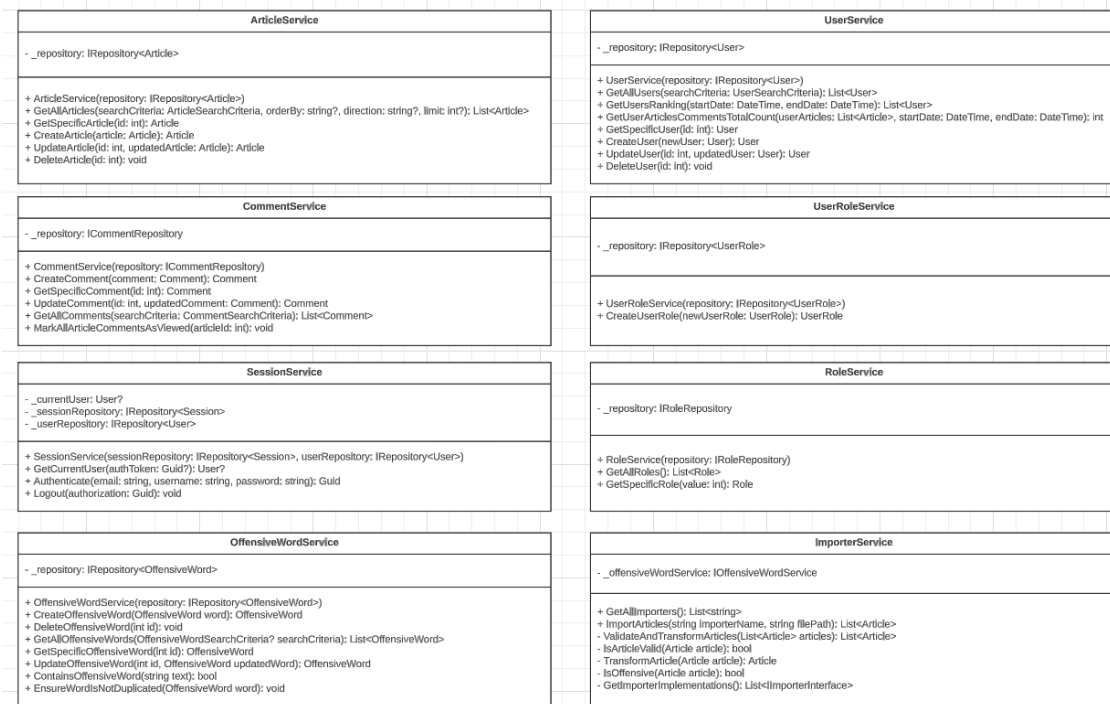 ArticleService
- _repository: IRepository<Article>
+ ArticleService(repository: IRepository<Article>)
+ GetAllArticles(searchCriteria: ArticleSearchCriteria, orderBy: string?, direction: string?, limit: int?): List<Article>
+ GetSpecificArticle(id: int): Article
+ CreateArticle(article: Article): Article
+ UpdateArticle(id: int, updatedArticle: Article): Article
+ DeleteArticle(id: int): void
UserService
- _repository: IRepository<User>
+ UserService(repository: IRepository<User>)
+ GetAllUsers(searchCriteria: UserSearchCriteria): List<User>
+ GetUsersRanking(startDate: DateTime, endDate: DateTime): List<User>
+ GetUserArticlesCommentsTotalCount(userArticles: List<Article>, startDate: DateTime, endDate: DateTime): int
+ GetSpecificUser(id: int): User
+ CreateUser(newUser: User): User
+ UpdateUser(id: int, updatedUser: User): User
+ DeleteUser(id: int): void
CommentService
- _repository: ICommentRepository
+ CommentService(repository: ICommentRepository)
+ CreateComment(comment: Comment): Comment
+ GetSpecificComment(id: int): Comment
+ UpdateComment(id: int, updatedComment: Comment): Comment
+ GetAllComments(searchCriteria: CommentSearchCriteria): List<Comment>
+ MarkAllArticleCommentsAsViewed(articleId: int): void
UserRoleService
- _repository: IRepository<UserRole>
+ UserRoleService(repository: IRepository<UserRole>)
+ CreateUserRole(newUserRole: UserRole): UserRole
SessionService
- _currentUser: User?
- _sessionRepository: IRepository<Session>
- _userRepository: IRepository<User>
+ SessionService(sessionRepository: IRepository<Session>, userRepository: IRepository<User>)
+ GetCurrentUser(authToken: Guid?): User?
+ Authenticate(email: string, username: string, password: string): Guid
+ Logout(authorization: Guid): void
RoleService
- _repository: IRoleRepository
+ RoleService(repository: IRoleRepository)
+ GetAllRoles(): List<Role>
+ GetSpecificRole(value: int): Role
OffensiveWordService
- _repository: IRepository<OffensiveWord>
+ OffensiveWordService(repository: IRepository<OffensiveWord>)
+ CreateOffensiveWord(OffensiveWord word): OffensiveWord
+ DeleteOffensiveWord(int id): void
+ GetAllOffensiveWords(OffensiveWordSearchCriteria? searchCriteria): List<OffensiveWord>
+ GetSpecificOffensiveWord(int id): OffensiveWord
+ UpdateOffensiveWord(int id, OffensiveWord updatedWord): OffensiveWord
+ ContainsOffensiveWord(string text): bool
+ EnsureWordIsNotDuplicated(OffensiveWord word): void
ImporterService
- _offensiveWordService: IOffensiveWordService
+ GetAllImporters(): List<string>
+ ImportArticles(string importerName, string filePath): List<Article>
- ValidateAndTransformArticles(List<Article> articles): List<Article>
- IsArticleValid(Article article): bool
- TransformArticle(Article article): Article
- IsOffensive(Article article): bool
- GetImporterImplementations(): List<IImporterInterface>